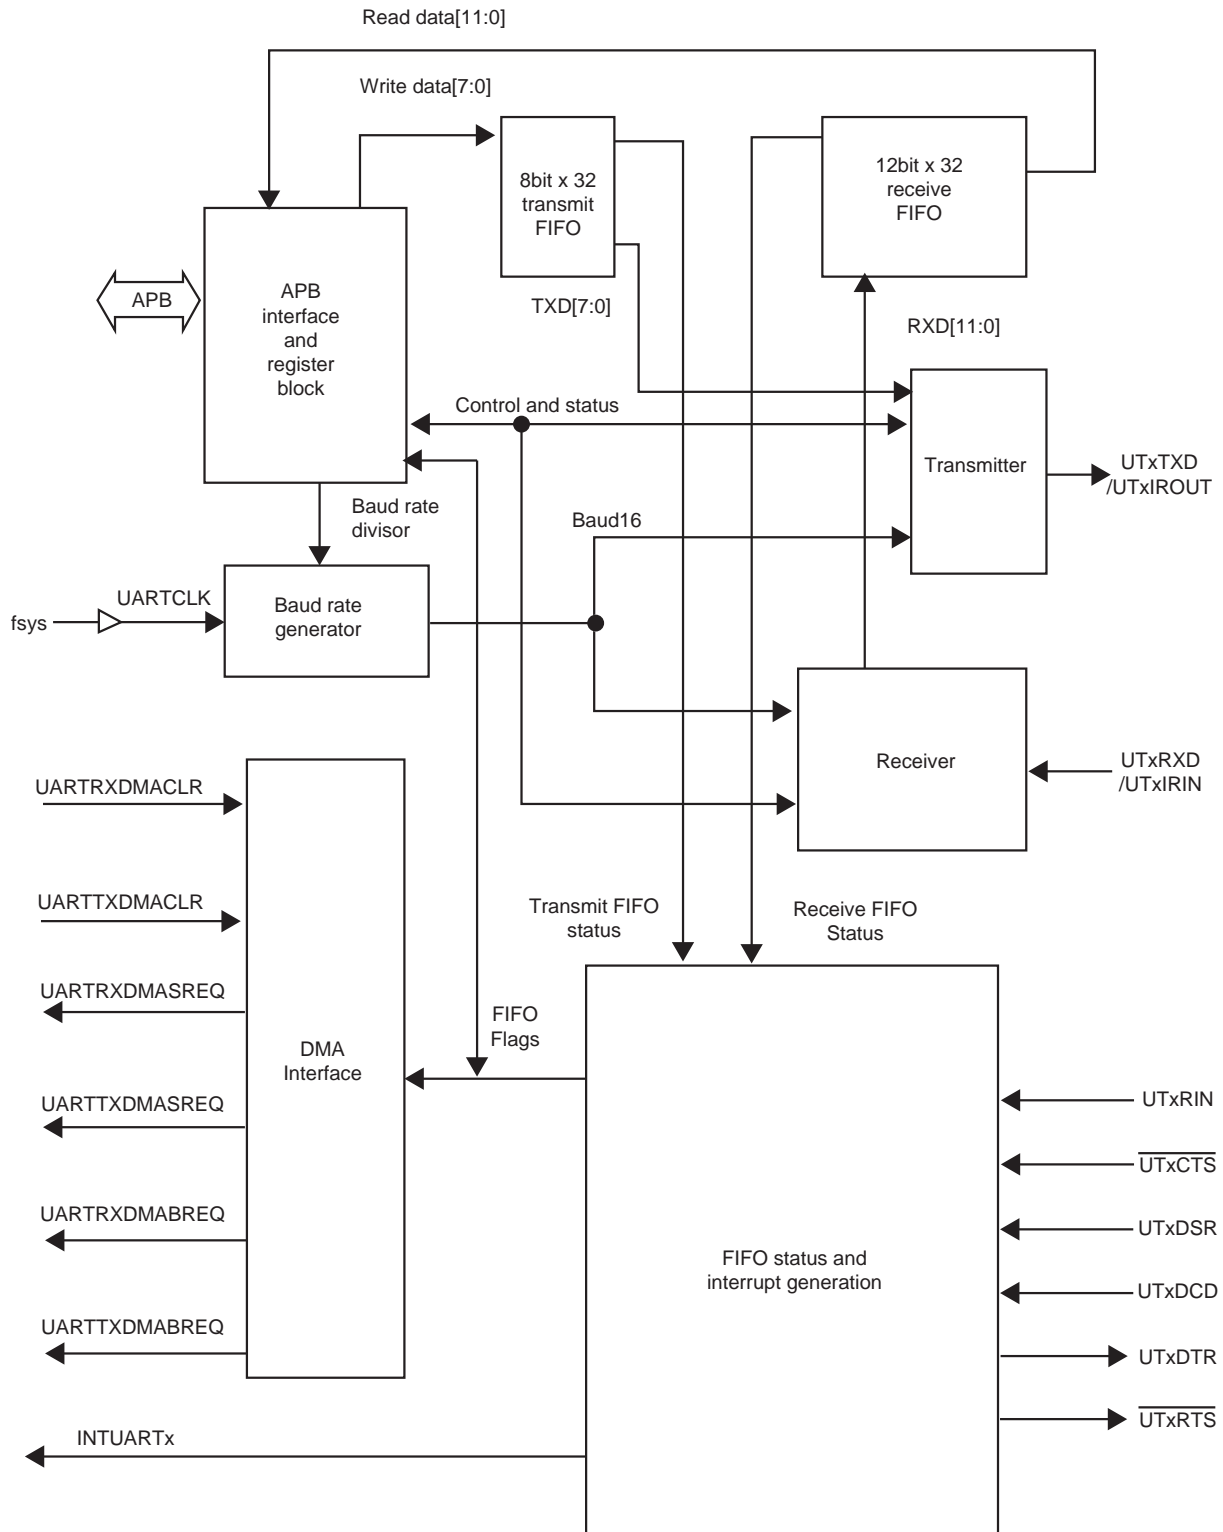 Read data[11:0]
Write data[7:0]
8bit x 32
transmit
FIFO
12bit x 32
receive
FIFO
APB
APB
interface
and
register
block
TXD[7:0]
RXD[11:0]
Control and status
Transmitter
UTxTXD
/UTxIROUT
Baud rate
divisor
Baud16
fsys
UARTCLK
Baud rate
generator
Receiver
UTxRXD
/UTxIRIN
UARTRXDMACLR
UARTTXDMACLR
Transmit FIFO
status
Receive FIFO
Status
UARTRXDMASREQ
FIFO
Flags
DMA
Interface
UARTTXDMASREQ
UTxRIN
UTxCTS
UARTRXDMABREQ
UTxDSR
FIFO status and
interrupt generation
UTxDCD
UARTTXDMABREQ
UTxDTR
UTxRTS
INTUARTx